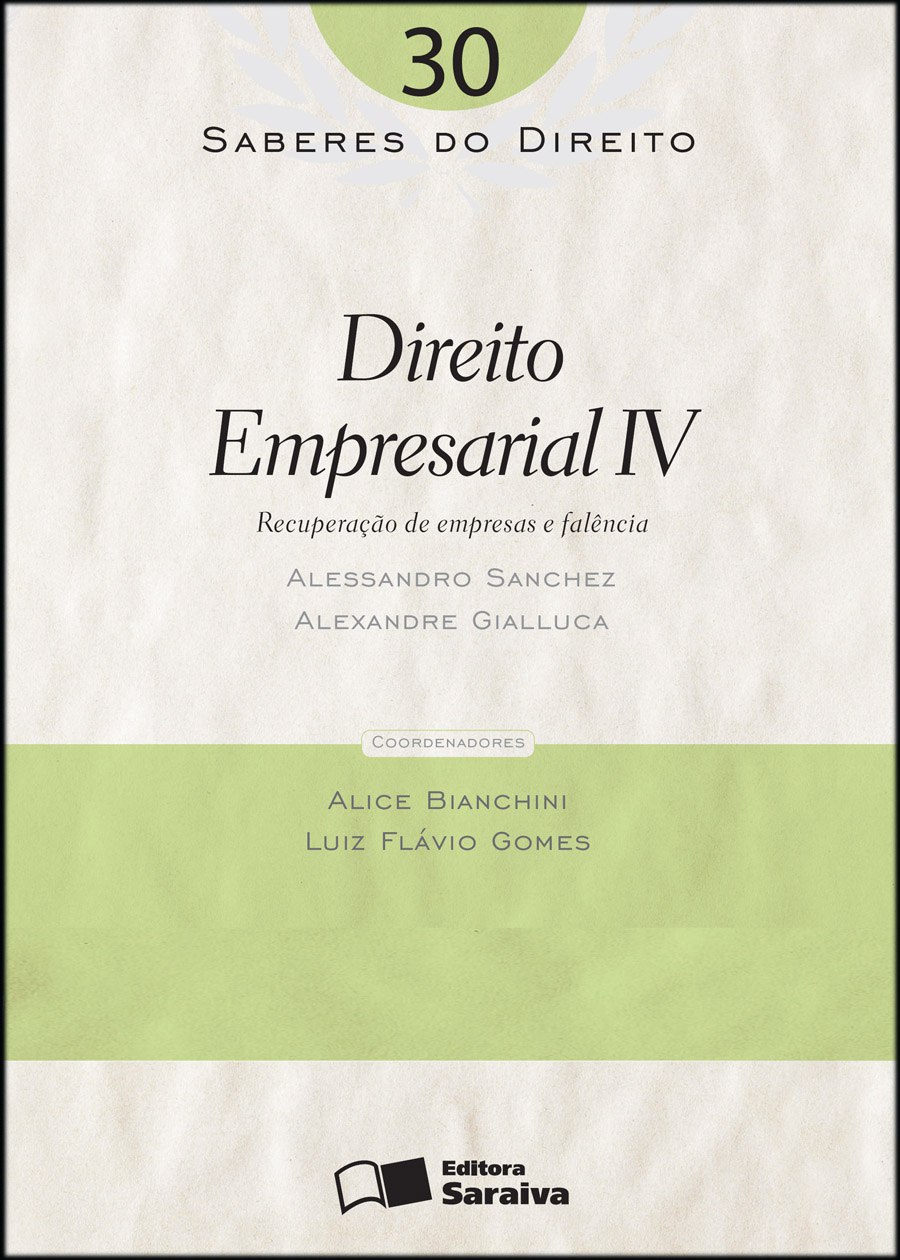 30
SABERES DO DIREITO
Direito
Empresarial IV
Recuperação de empresas e falência
ALESSANDRO SANCHEZ
ALEXANDRE GIALLUCA
COORDENADORES
ALICE BIANCHINI
LUIZ FLÁVIO GOMES
Editora
Saraiva